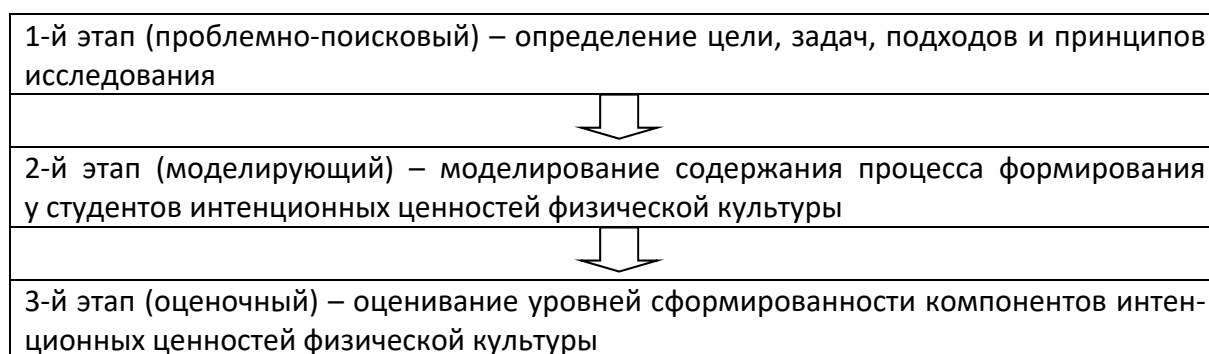 1-й этап (проблемно-поисковый) – определение цели, задач, подходов и принципов
исследования
2-й этап (моделирующий) – моделирование содержания процесса формирования
у студентов интенционных ценностей физической культуры
3-й этап (оценочный) – оценивание уровней сформированности компонентов интен-
ционных ценностей физической культуры